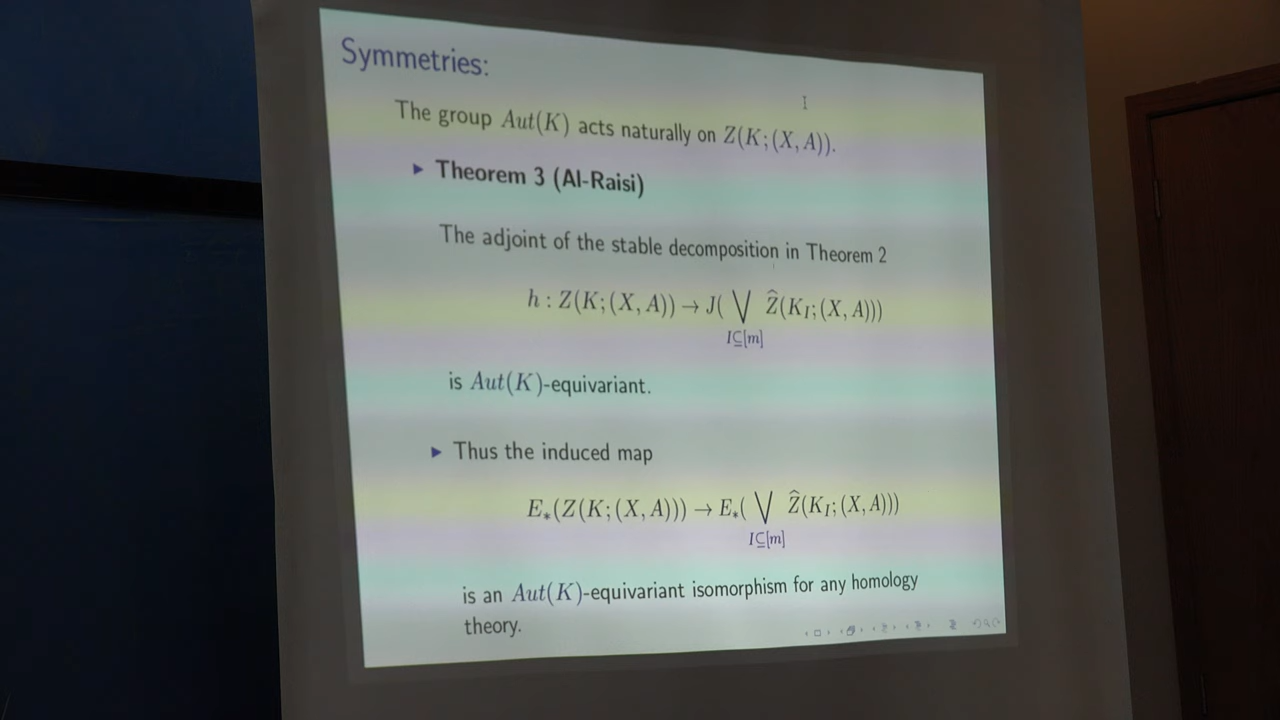 Symmetries:
The group Aut(K) acts naturally on Z(K;(X,A)).
▶ Theorem 3 (Al-Raisi)
The adjoint of the stable decomposition in Theorem 2
h : Z(K;(X,A)) → J( ⋁ Ẑ(K_I;(X,A)))
I⊆[m]
is Aut(K)-equivariant.
▶ Thus the induced map
E_*(Z(K;(X,A))) → E_*( ⋁ Ẑ(K_I;(X,A)))
I⊆[m]
is an Aut(K)-equivariant isomorphism for any homology
theory.